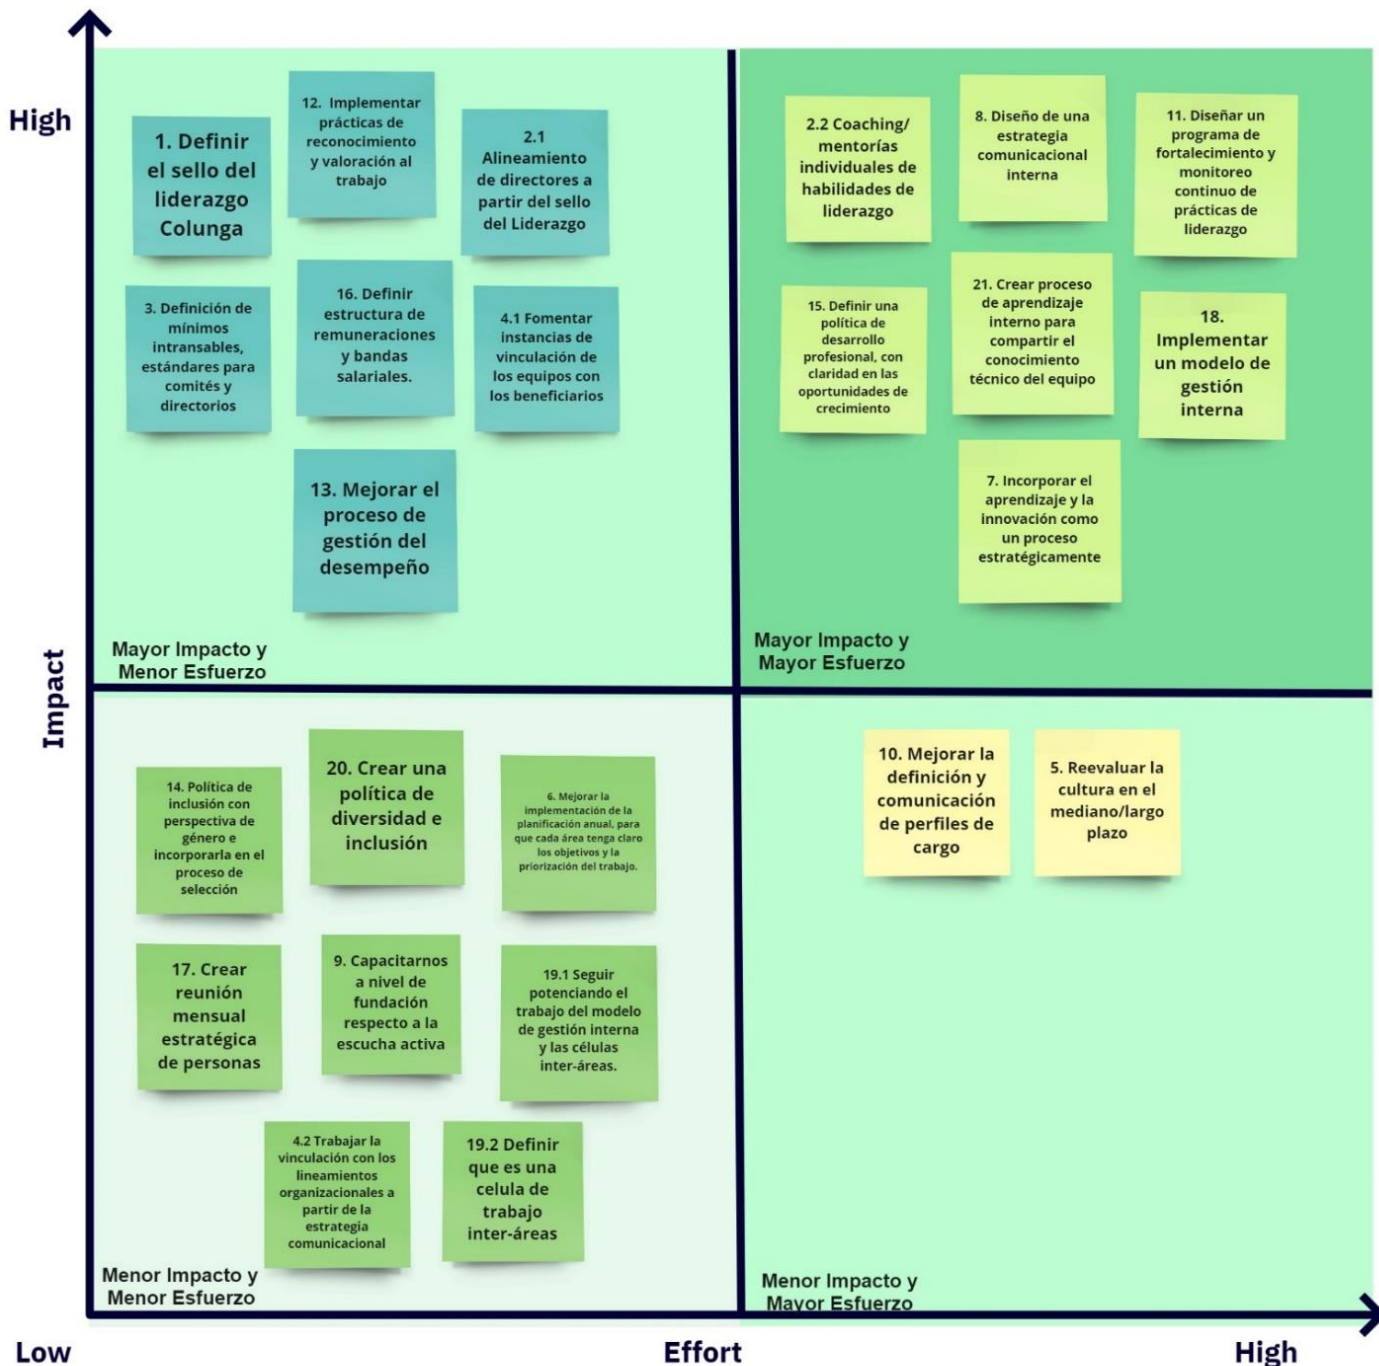 High
12. Implementar
prácticas de
reconocimiento
y valoración al
trabajo
1. Definir
el sello del
liderazgo
Colunga
2.1
Alineamiento
de directores a
partir del sello
del Liderazgo
3. Definición de
mínimos
intransables,
estándares para
comités y
directorios
16. Definir
estructura de
remuneraciones
y bandas
salariales.
4.1 Fomentar
instancias de
vinculación de
los equipos con
los beneficiarios
13. Mejorar el
proceso de
gestión del
desempeño
Mayor Impacto y
Menor Esfuerzo
2.2 Coaching/
mentorías
individuales de
habilidades de
liderazgo
8. Diseño de una
estrategia
comunicacional
interna
11. Diseñar un
programa de
fortalecimiento y
monitoreo
continuo de
prácticas de
liderazgo
15. Definir una
política de
desarrollo
profesional, con
claridad en las
oportunidades de
crecimiento
21. Crear proceso
de aprendizaje
interno para
compartir el
conocimiento
técnico del equipo
18.
Implementar
un modelo de
gestión
interna
7. Incorporar el
aprendizaje y la
innovación como
un proceso
estratégicamente
Mayor Impacto y
Mayor Esfuerzo
Impact
14. Política de
inclusión con
perspectiva de
género e
incorporarla en el
proceso de
selección
20. Crear una
política de
diversidad e
inclusión
6. Mejorar la
implementación de la
planificación anual, para
que cada área tenga claro
los objetivos y la
priorización del trabajo.
17. Crear
reunión
mensual
estratégica
de personas
9. Capacitarnos
a nivel de
fundación
respecto a la
escucha activa
19.1 Seguir
potenciando el
trabajo del modelo
de gestión interna
y las células
inter-áreas.
4.2 Trabajar la
vinculación con los
lineamientos
organizacionales a
partir de la
estrategia
comunicacional
19.2 Definir
que es una
celula de
trabajo
inter-áreas
Menor Impacto y
Menor Esfuerzo
10. Mejorar la
definición y
comunicación
de perfiles de
cargo
5. Reevaluar la
cultura en el
mediano/largo
plazo
Menor Impacto y
Mayor Esfuerzo
Low
Effort
High